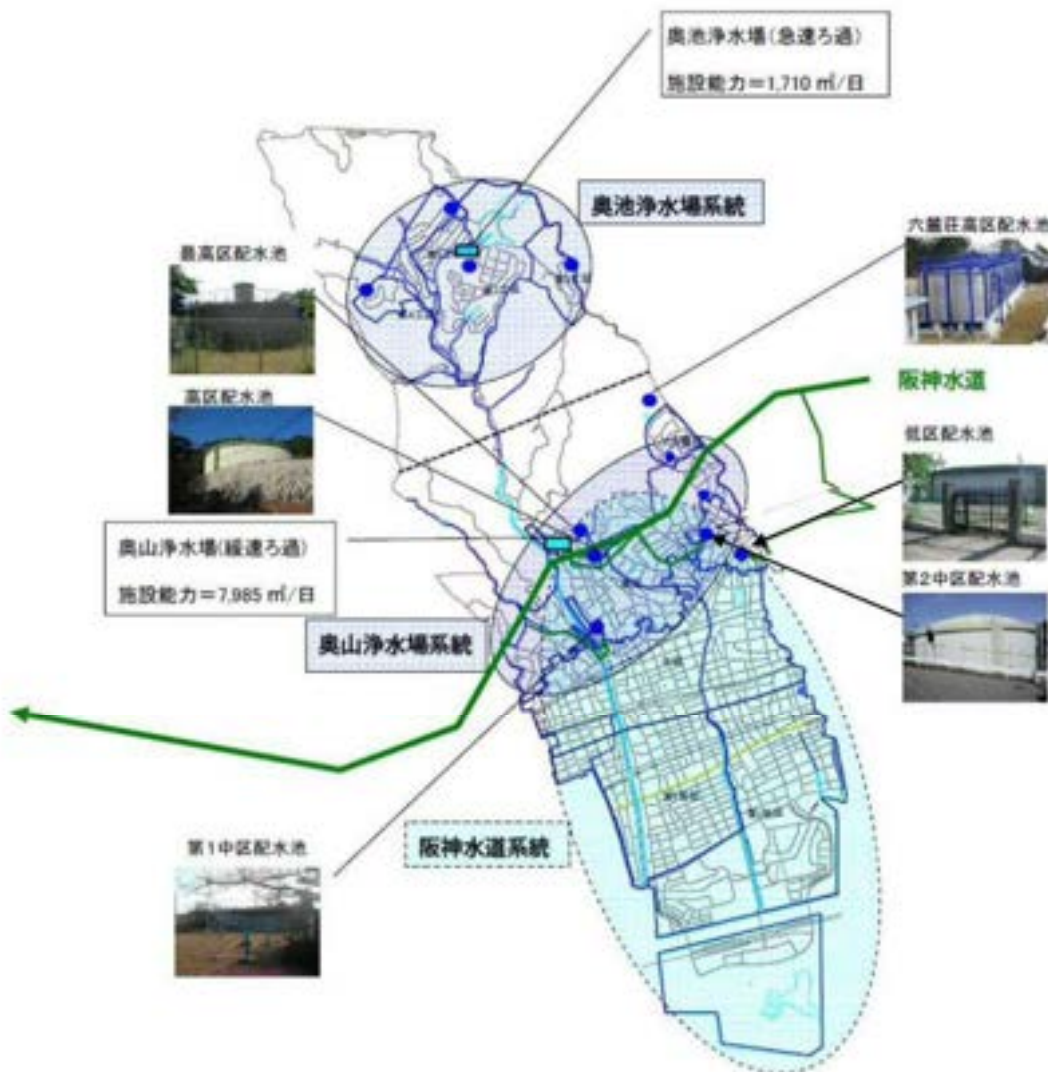 奥池浄水場(急速ろ過)
施設能力=1,710 ㎥/日
奥池浄水場系統
六麓荘高区配水池
最高区配水池
阪神水道
高区配水池
低区配水池
奥山浄水場(緩速ろ過)
施設能力=7,985 ㎥/日
第2中区配水池
奥山浄水場系統
第1中区配水池
阪神水道系統